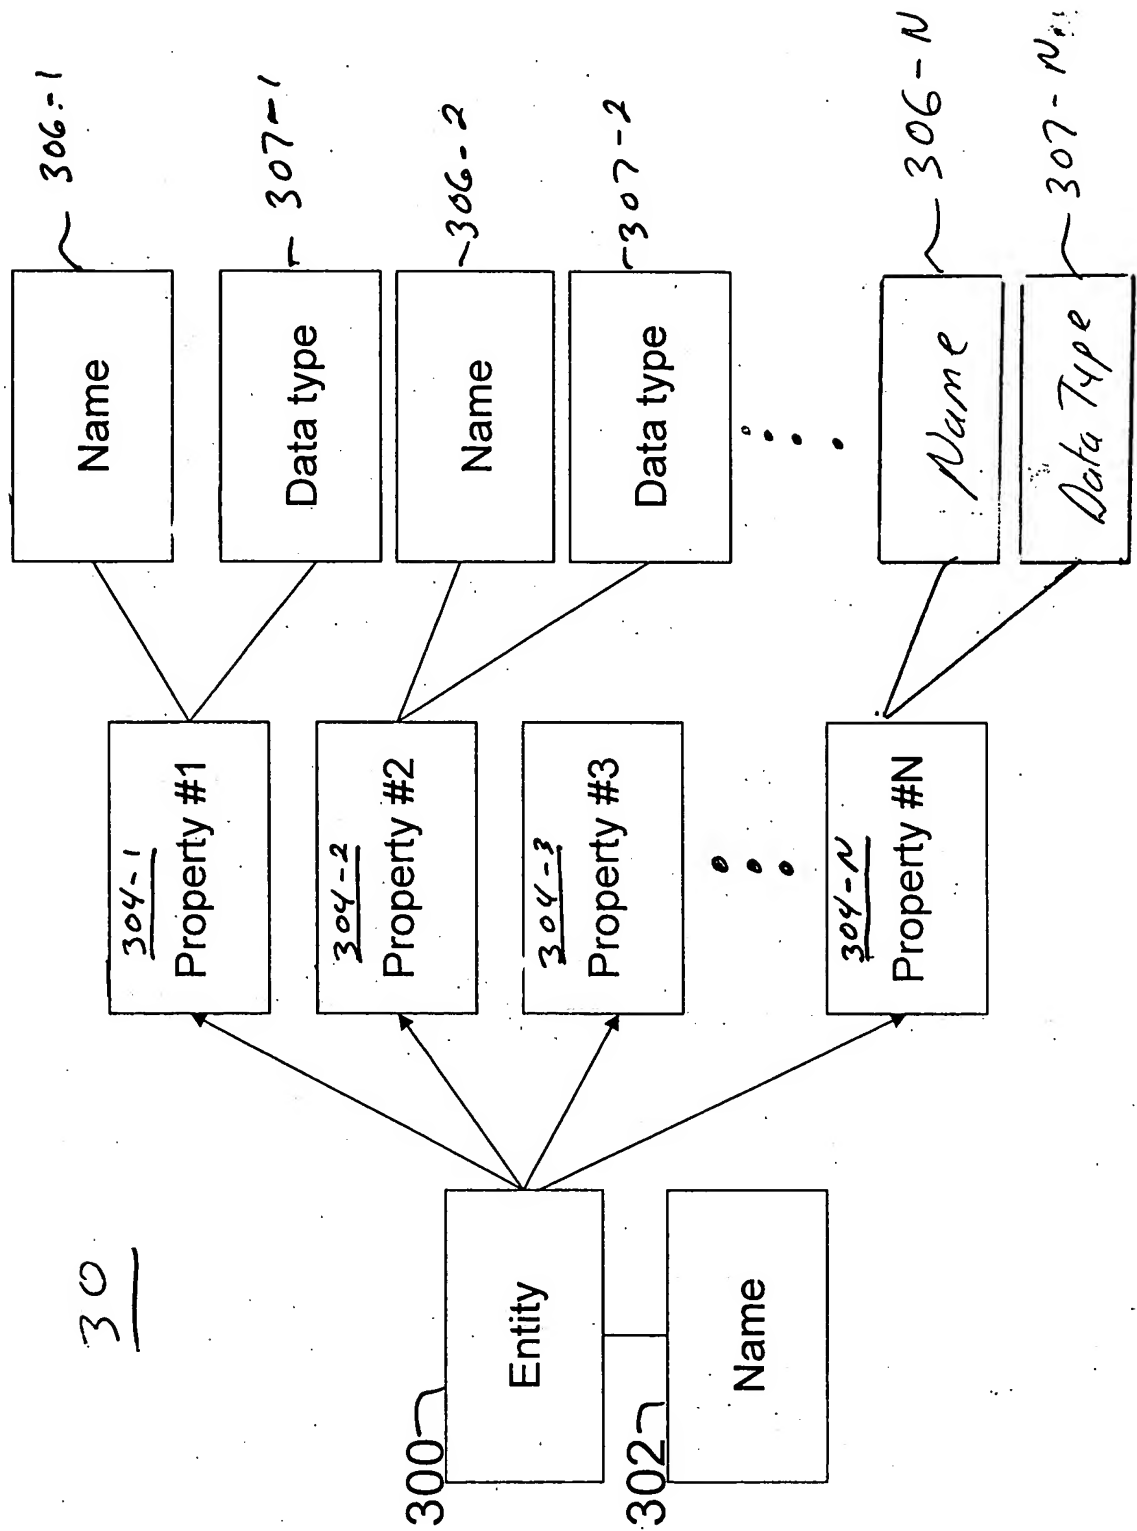 30
300
Entity
302
Name
304-1
Property #1
304-2
Property #2
304-3
Property #3
304-N
Property #N
Name
306-1
Data type
307-1
Name
306-2
Data type
307-2
Name
306-N
Data Type
307-N